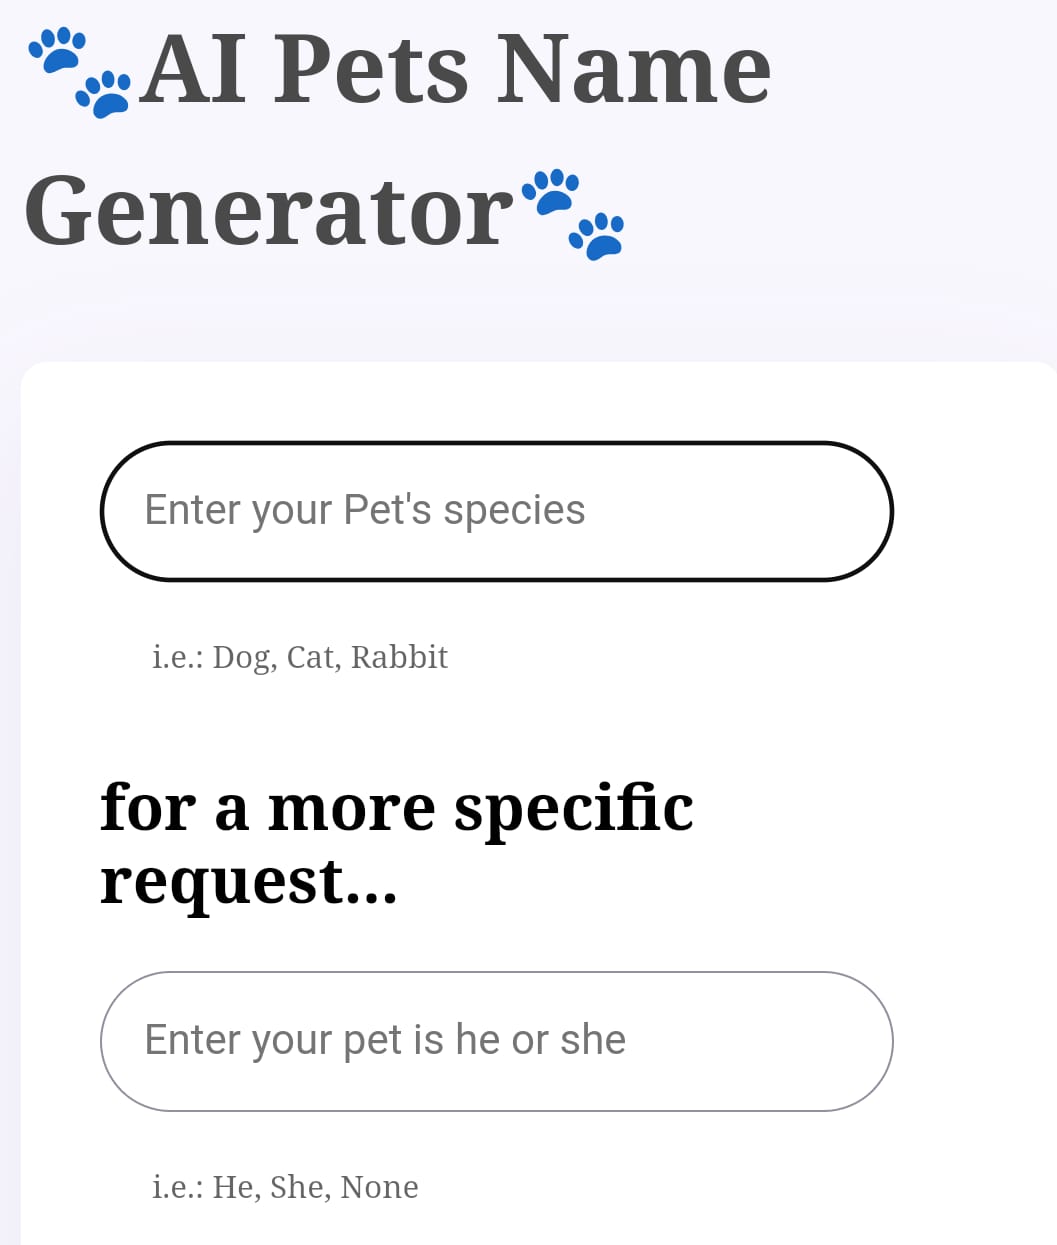 🐾AI Pets Name
Generator🐾
Enter your Pet's species
i.e.: Dog, Cat, Rabbit
for a more specific
request...
Enter your pet is he or she
i.e.: He, She, None